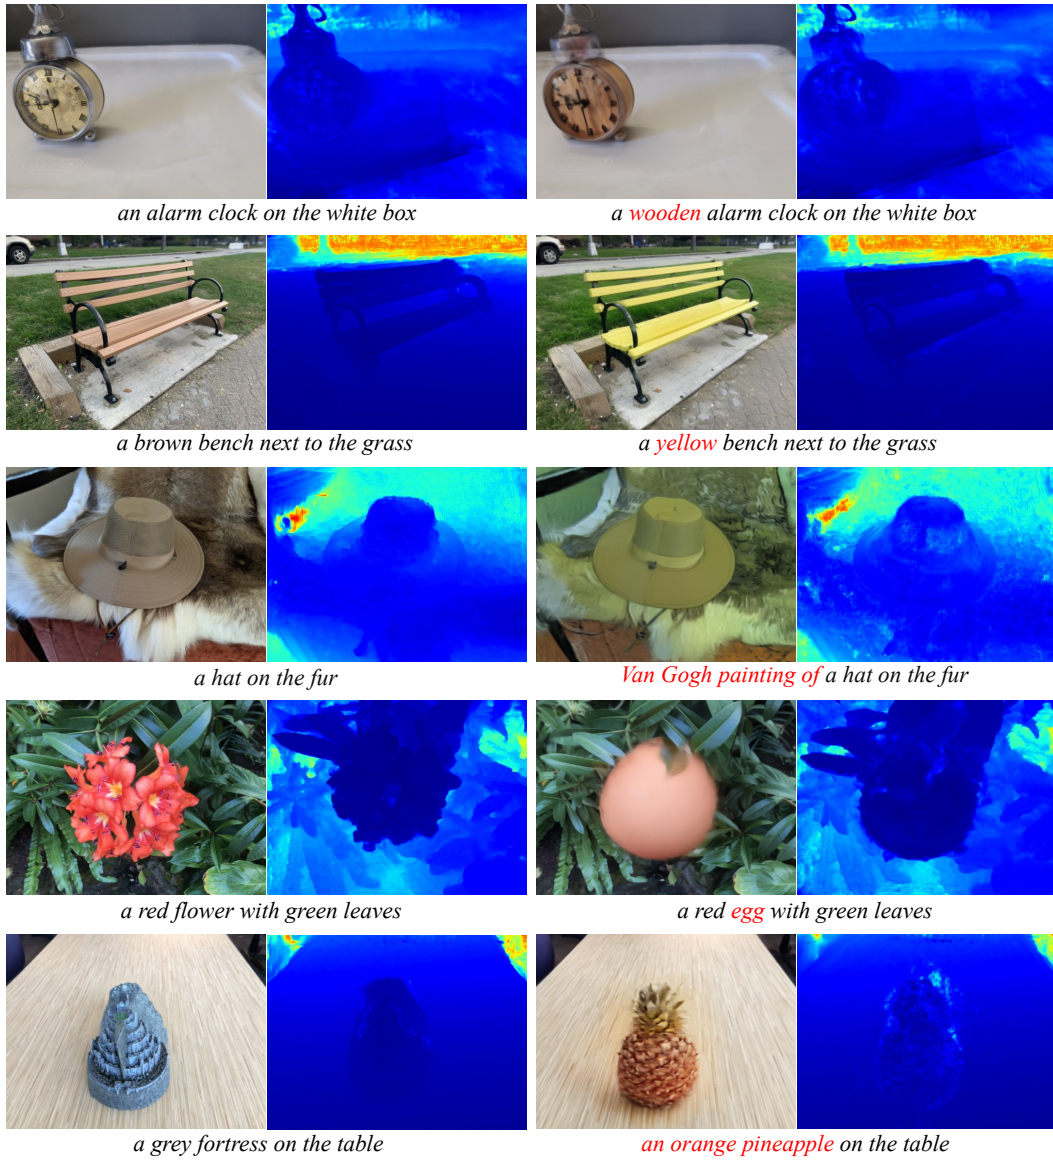 an alarm clock on the white box
a wooden alarm clock on the white box
a brown bench next to the grass
a yellow bench next to the grass
a hat on the fur
Van Gogh painting of a hat on the fur
a red flower with green leaves
a red egg with green leaves
a grey fortress on the table
an orange pineapple on the table